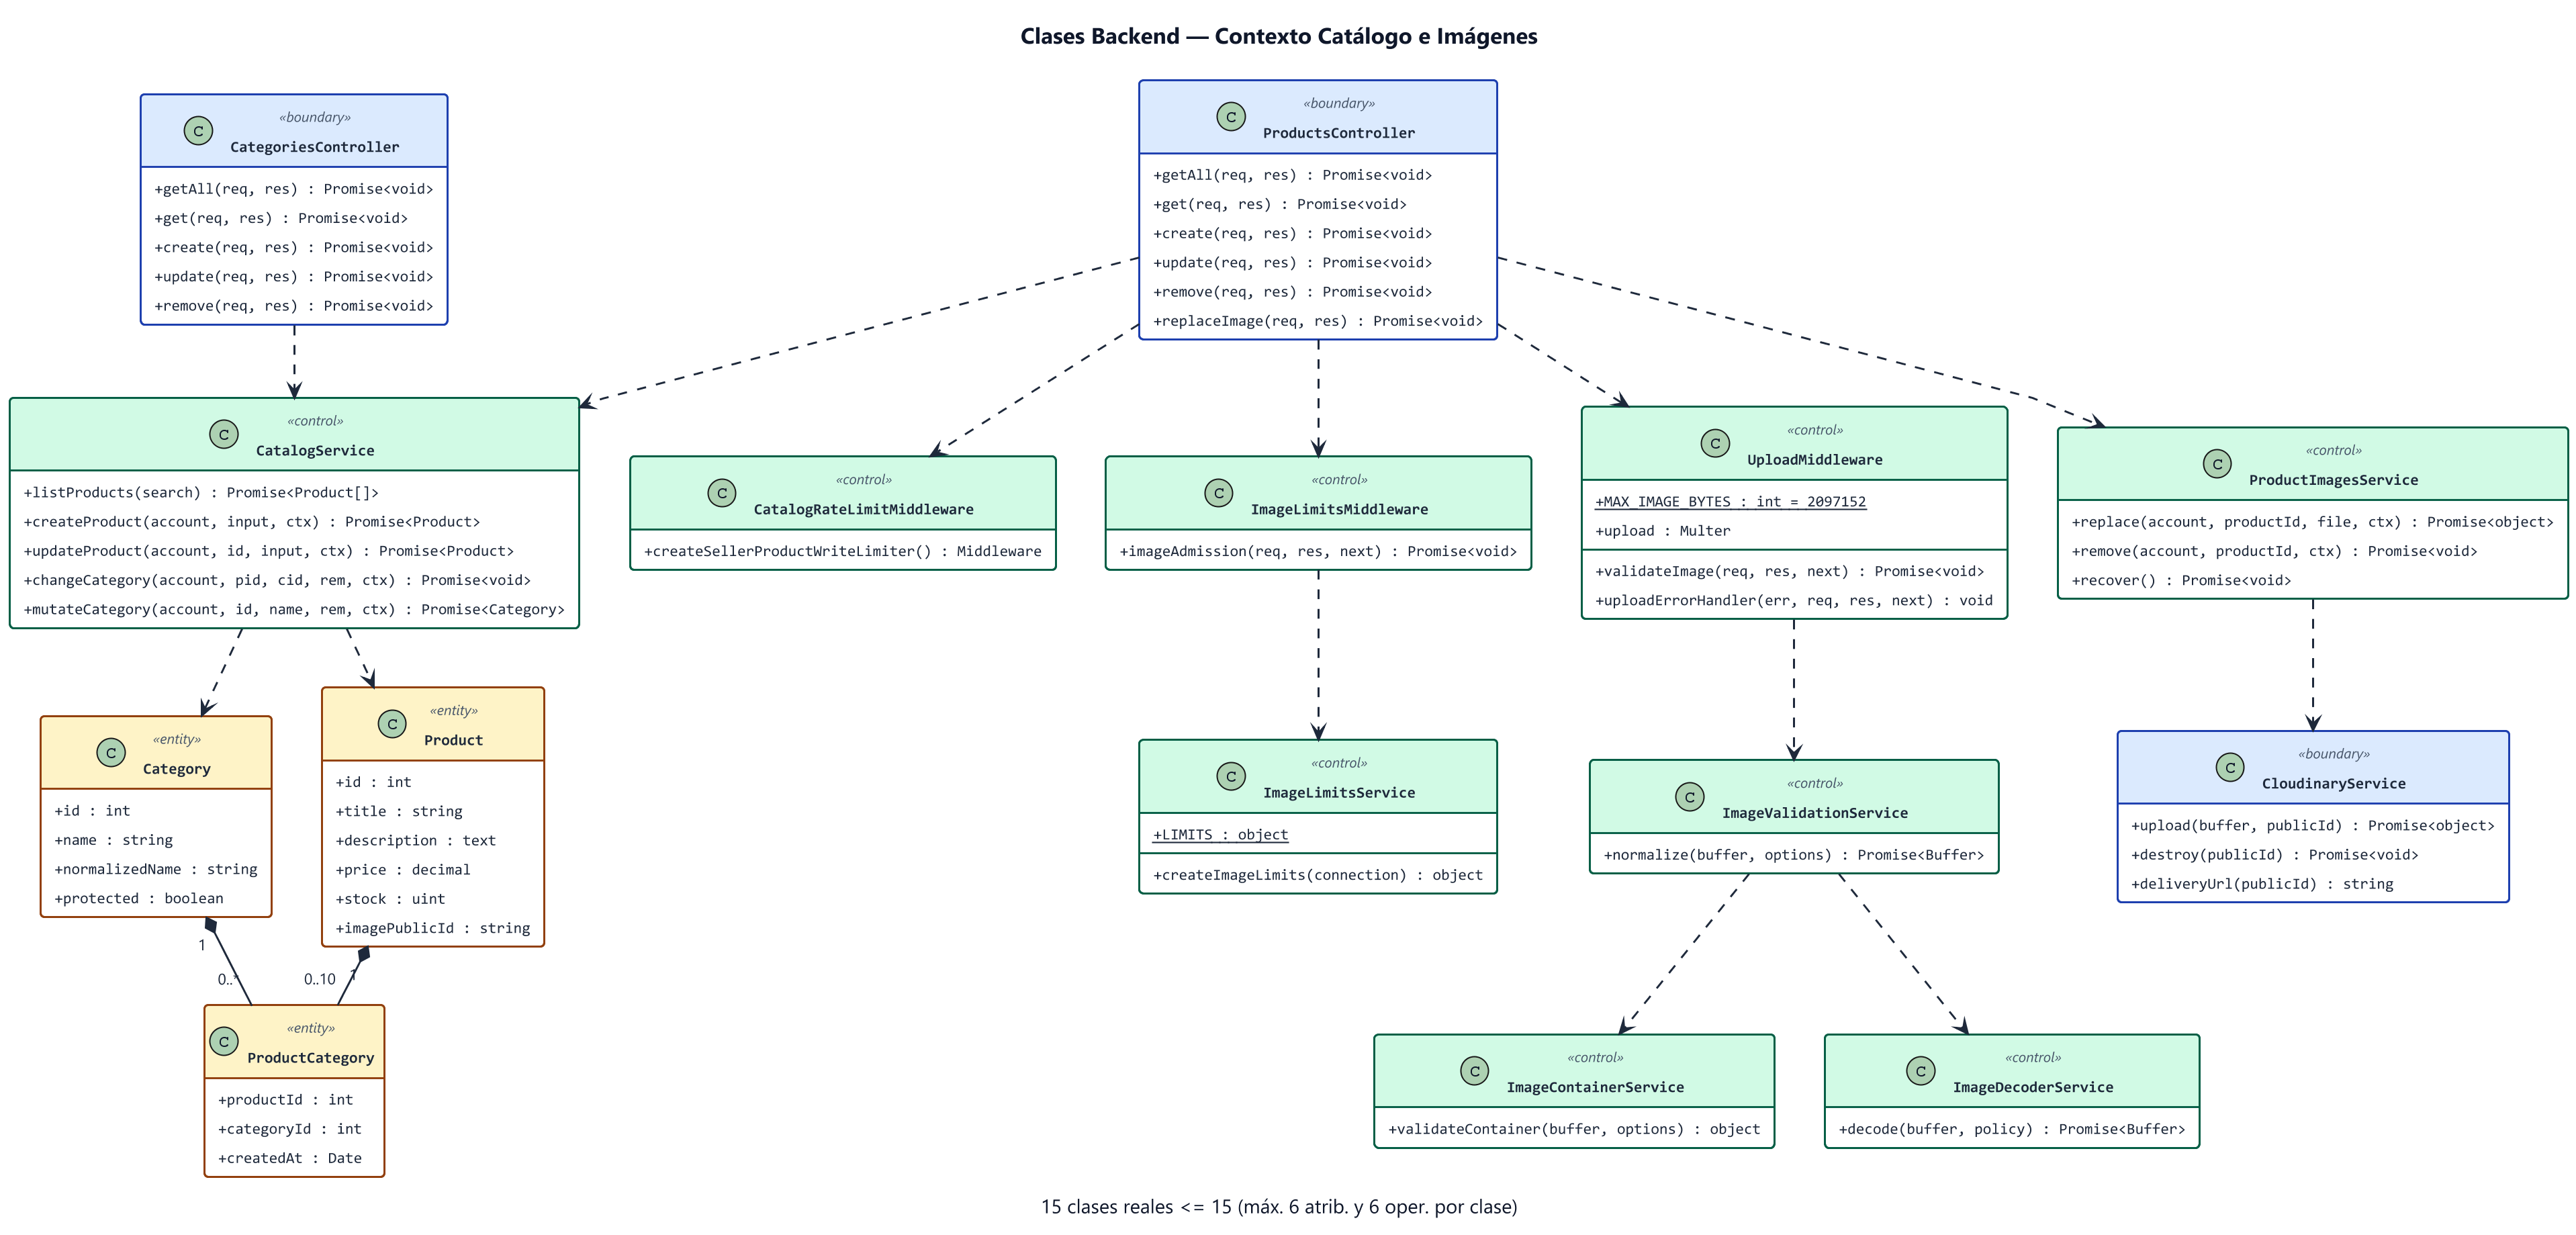 Clases Backend — Contexto Catálogo e Imágenes
C
«boundary»
CategoriesController
+getAll(req, res) : Promise<void>
+get(req, res) : Promise<void>
+create(req, res) : Promise<void>
+update(req, res) : Promise<void>
+remove(req, res) : Promise<void>
C
«boundary»
ProductsController
+getAll(req, res) : Promise<void>
+get(req, res) : Promise<void>
+create(req, res) : Promise<void>
+update(req, res) : Promise<void>
+remove(req, res) : Promise<void>
+replaceImage(req, res) : Promise<void>
C
«control»
CatalogService
+listProducts(search) : Promise<Product[]>
+createProduct(account, input, ctx) : Promise<Product>
+updateProduct(account, id, input, ctx) : Promise<Product>
+changeCategory(account, pid, cid, rem, ctx) : Promise<void>
+mutateCategory(account, id, name, rem, ctx) : Promise<Category>
C
«control»
CatalogRateLimitMiddleware
+createSellerProductWriteLimiter() : Middleware
C
«control»
ImageLimitsMiddleware
+imageAdmission(req, res, next) : Promise<void>
C
«control»
UploadMiddleware
+MAX_IMAGE_BYTES : int = 2097152
+upload : Multer
+validateImage(req, res, next) : Promise<void>
+uploadErrorHandler(err, req, res, next) : void
C
«control»
ProductImagesService
+replace(account, productId, file, ctx) : Promise<object>
+remove(account, productId, ctx) : Promise<void>
+recover() : Promise<void>
C
«entity»
Category
+id : int
+name : string
+normalizedName : string
+protected : boolean
C
«entity»
Product
+id : int
+title : string
+description : text
+price : decimal
+stock : uint
+imagePublicId : string
C
«control»
ImageLimitsService
+LIMITS : object
+createImageLimits(connection) : object
C
«control»
ImageValidationService
+normalize(buffer, options) : Promise<Buffer>
C
«boundary»
CloudinaryService
+upload(buffer, publicId) : Promise<object>
+destroy(publicId) : Promise<void>
+deliveryUrl(publicId) : string
1
0..*
0..10
1
C
«entity»
ProductCategory
+productId : int
+categoryId : int
+createdAt : Date
C
«control»
ImageContainerService
+validateContainer(buffer, options) : object
C
«control»
ImageDecoderService
+decode(buffer, policy) : Promise<Buffer>
15 clases reales <= 15 (máx. 6 atrib. y 6 oper. por clase)